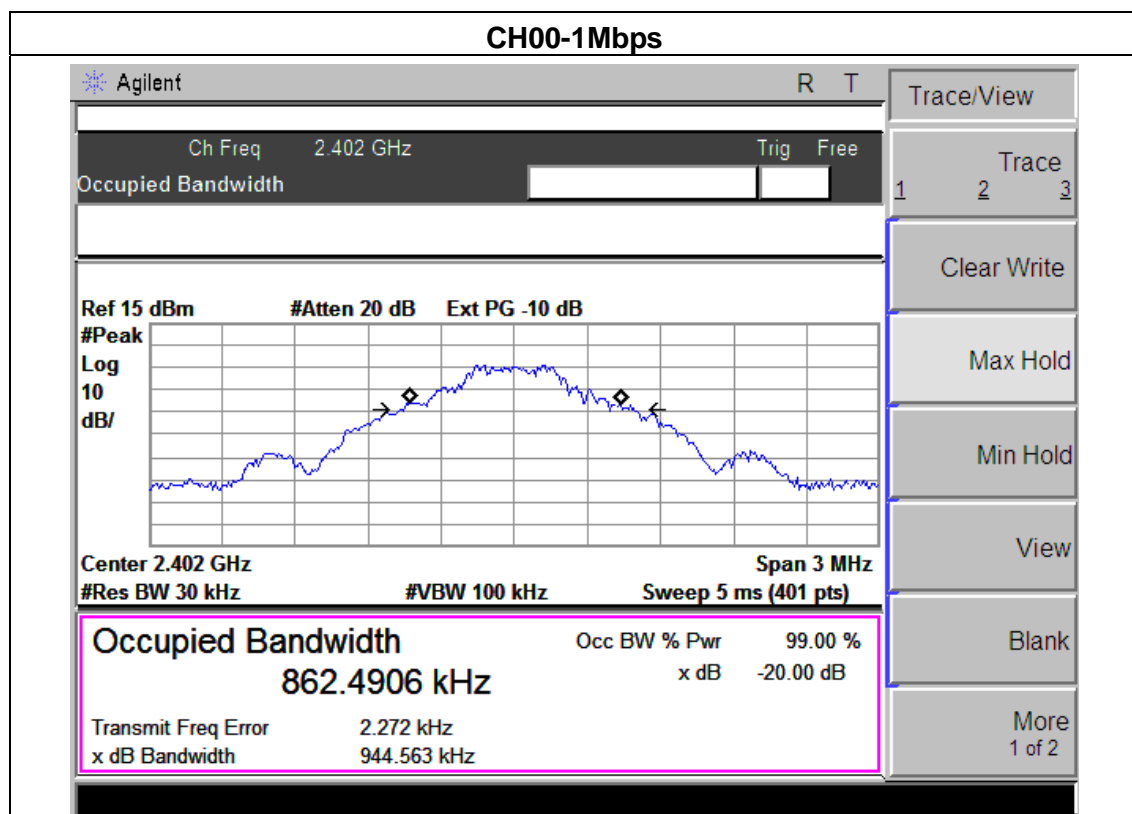 CH00-1Mbps
Agilent R T
Ch Freq 2.402 GHz Trig Free
Occupied Bandwidth
Ref 15 dBm #Atten 20 dB Ext PG -10 dB
#Peak
Log
10
dB/
Center 2.402 GHz Span 3 MHz
#Res BW 30 kHz #VBW 100 kHz Sweep 5 ms (401 pts)
Occupied Bandwidth Occ BW % Pwr 99.00 %
862.4906 kHz x dB -20.00 dB
Transmit Freq Error 2.272 kHz
x dB Bandwidth 944.563 kHz
Trace/View
Trace
1 2 3
Clear Write
Max Hold
Min Hold
View
Blank
More
1 of 2